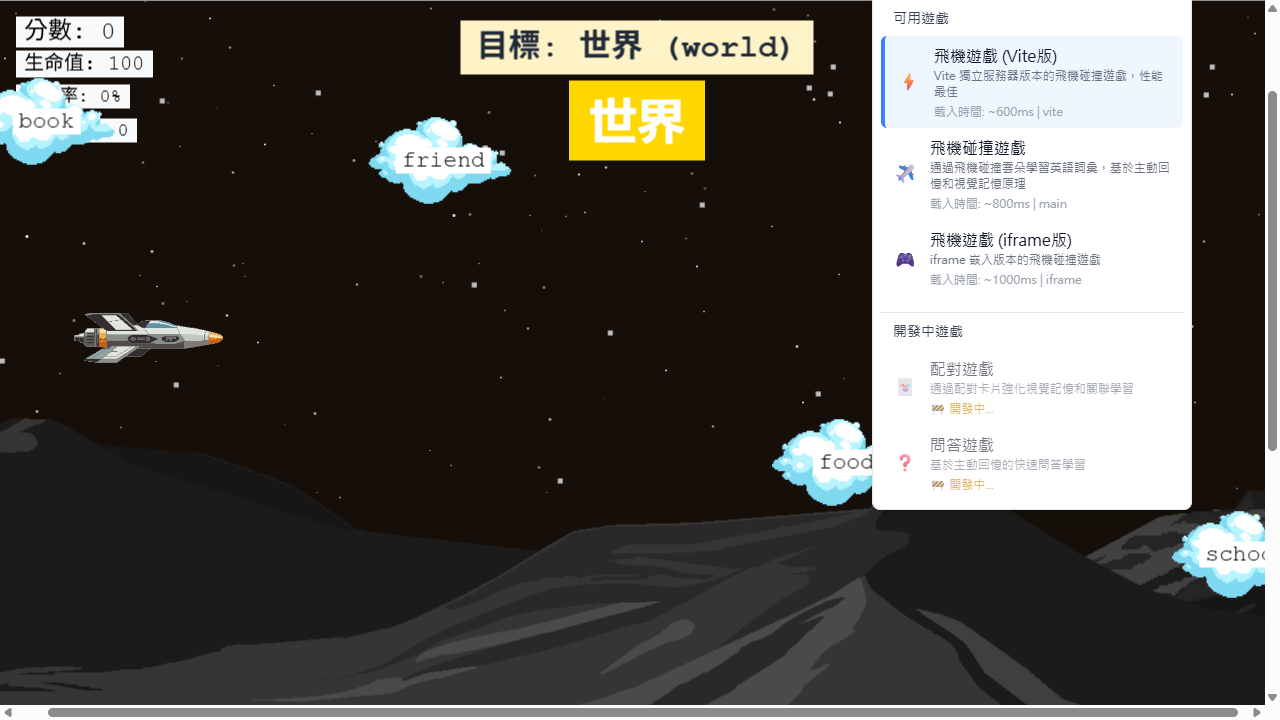 分數: 0
生命值: 100
率: 0%
0
book
friend
目標: 世界 (world)
世界
food
可用遊戲
飛機遊戲 (Vite版)
Vite 獨立服務器版本的飛機碰撞遊戲，性能
最佳
載入時間: ~600ms | vite
飛機碰撞遊戲
通過飛機碰撞雲朵學習英語詞彙，基於主動回
憶和視覺記憶原理
載入時間: ~800ms | main
飛機遊戲 (iframe版)
iframe 嵌入版本的飛機碰撞遊戲
載入時間: ~1000ms | iframe
開發中遊戲
配對遊戲
通過配對卡片強化視覺記憶和關聯學習
開發中...
問答遊戲
基於主動回憶的快速問答學習
開發中...